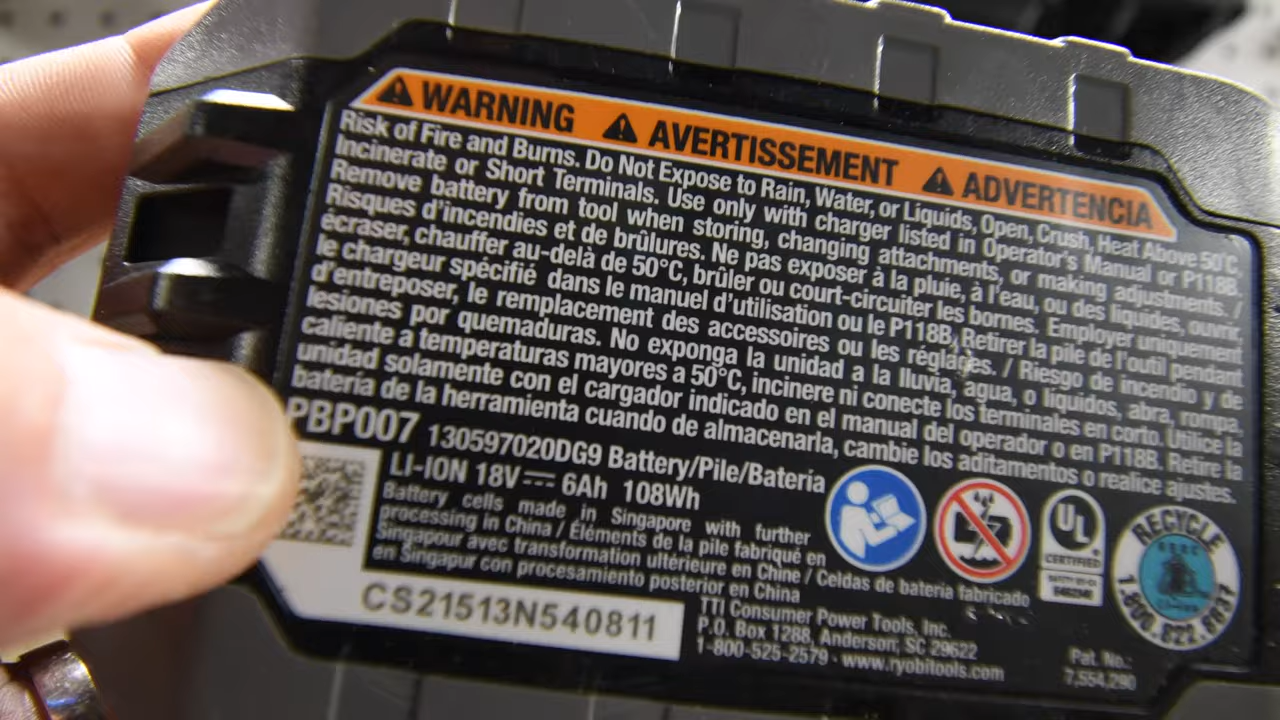 WARNING AVERTISSEMENT ADVERTENCIA
Risk of Fire and Burns. Do Not Expose to Rain, Water, or Liquids, Open, Crush, Heat Above 50°C,
Incinerate or Short Terminals. Use only with charger listed in Operator's Manual or P118B.
Remove battery from tool when storing, changing attachments, or making adjustments. /
Risques d'incendies et de brûlures. Ne pas exposer à la pluie, à l'eau, ou des liquides, ouvrir,
écraser, chauffer au-delà de 50°C, brûler ou court-circuiter les bornes. Employer uniquement
le chargeur spécifié dans le manuel d'utilisation ou le P118B. Retirer la pile de l'outil pendant
d'entreposer, le remplacement des accessoires ou les réglages. / Riesgo de incendio y de
lesiones por quemaduras. No exponga la unidad a la lluvia, agua, o liquidos, abra, rompa,
caliente a temperaturas mayores a 50°C, incinere ni conecte los terminales en corto. Utilice la
unidad solamente con el cargador indicado en el manual del operador o en P118B. Retire la
batería de la herramienta cuando de almacenarla, cambie los aditamentos o realice ajustes.
PBP007 130597020DG9 Battery/Pile/Bateria
LI-ION 18V 6Ah 108Wh
Battery cells made in Singapore with further
processing in China / Éléments de la pile fabriqué en
Singapour avec transformation ultérieure en Chine / Celdas de batería fabricado
en Singapur con procesamiento posterior en China
CS21513N540811
TTI Consumer Power Tools, Inc.
P.O. Box 1288, Anderson, SC 29622
1-800-525-2579 · www.ryobitools.com
UL
CERTIFIED
RECYCLE
1.800.822.8837
Pat. No.:
7,554,290